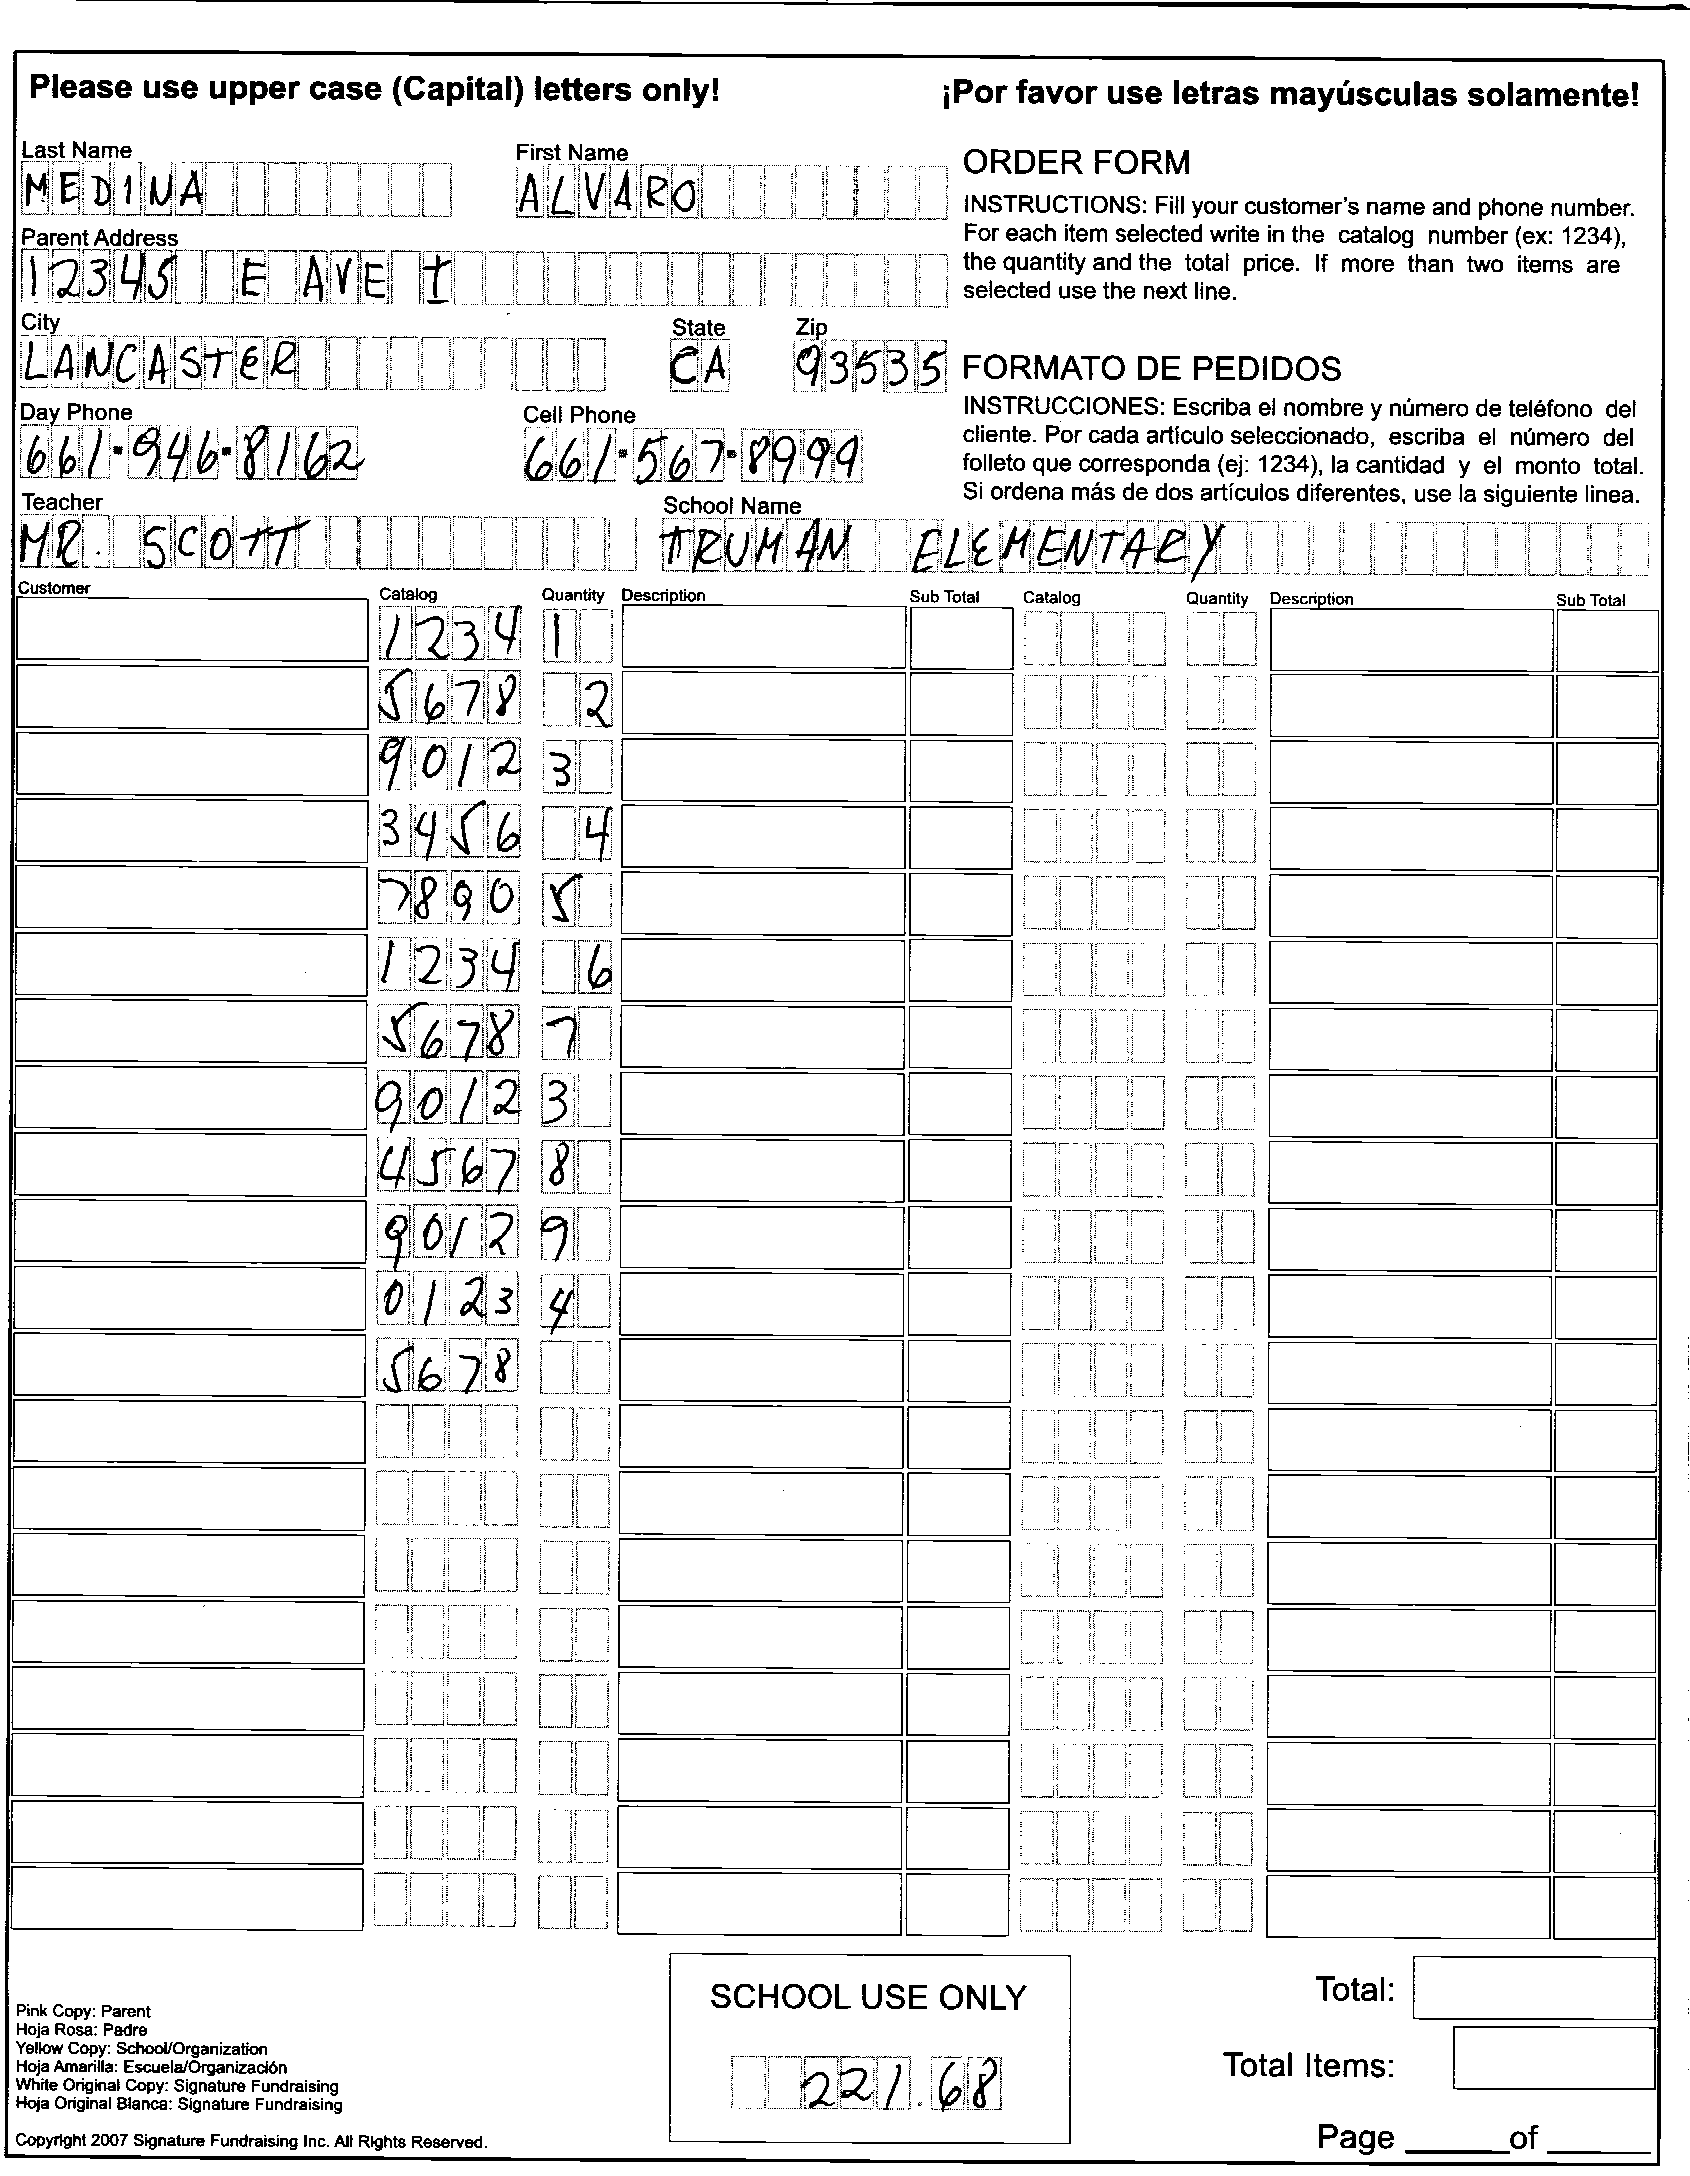 Please use upper case (Capital) letters only! ¡Por favor use letras mayúsculas solamente!
Last Name First Name ORDER FORM
MEDINA ALVARO
INSTRUCTIONS: Fill your customer's name and phone number.
For each item selected write in the catalog number (ex: 1234),
the quantity and the total price. If more than two items are
selected use the next line.
Parent Address
12345 E AVE I
City State Zip
LANCASTER CA 93535
FORMATO DE PEDIDOS
INSTRUCCIONES: Escriba el nombre y número de teléfono del
cliente. Por cada artículo seleccionado, escriba el número del
folleto que corresponda (ej: 1234), la cantidad y el monto total.
Si ordena más de dos artículos diferentes, use la siguiente linea.
Day Phone Cell Phone
661-946-8162 661-567-8999
Teacher School Name
MR. SCOTT TRUMAN ELEMENTARY
Customer Catalog Quantity Description Sub Total Catalog Quantity Description Sub Total
1234 1
5678 2
9012 3
3456 4
7890 5
1234 6
5678 7
9012 3
4567 8
9012 9
0123 4
5678
SCHOOL USE ONLY
221.68
Total:
Total Items:
Page ______of ______
Pink Copy: Parent
Hoja Rosa: Padre
Yellow Copy: School/Organization
Hoja Amarilla: Escuela/Organización
White Original Copy: Signature Fundraising
Hoja Original Blanca: Signature Fundraising
Copyright 2007 Signature Fundraising Inc. All Rights Reserved.